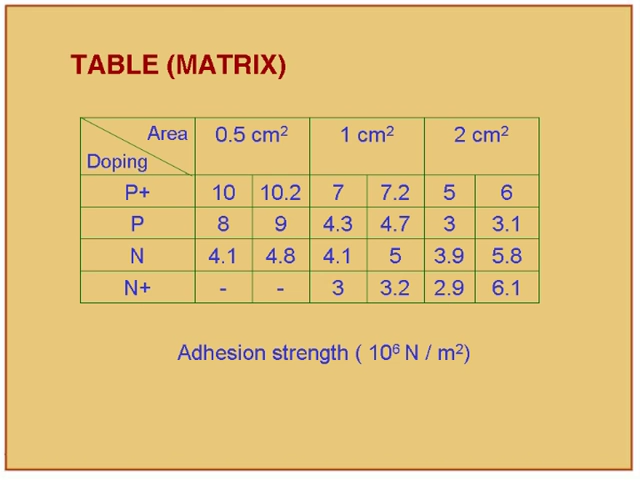 TABLE (MATRIX)
Area 0.5 cm² 1 cm² 2 cm²
Doping
P+ 10 10.2 7 7.2 5 6
P 8 9 4.3 4.7 3 3.1
N 4.1 4.8 4.1 5 3.9 5.8
N+ - - 3 3.2 2.9 6.1
Adhesion strength ( 10⁶ N / m²)